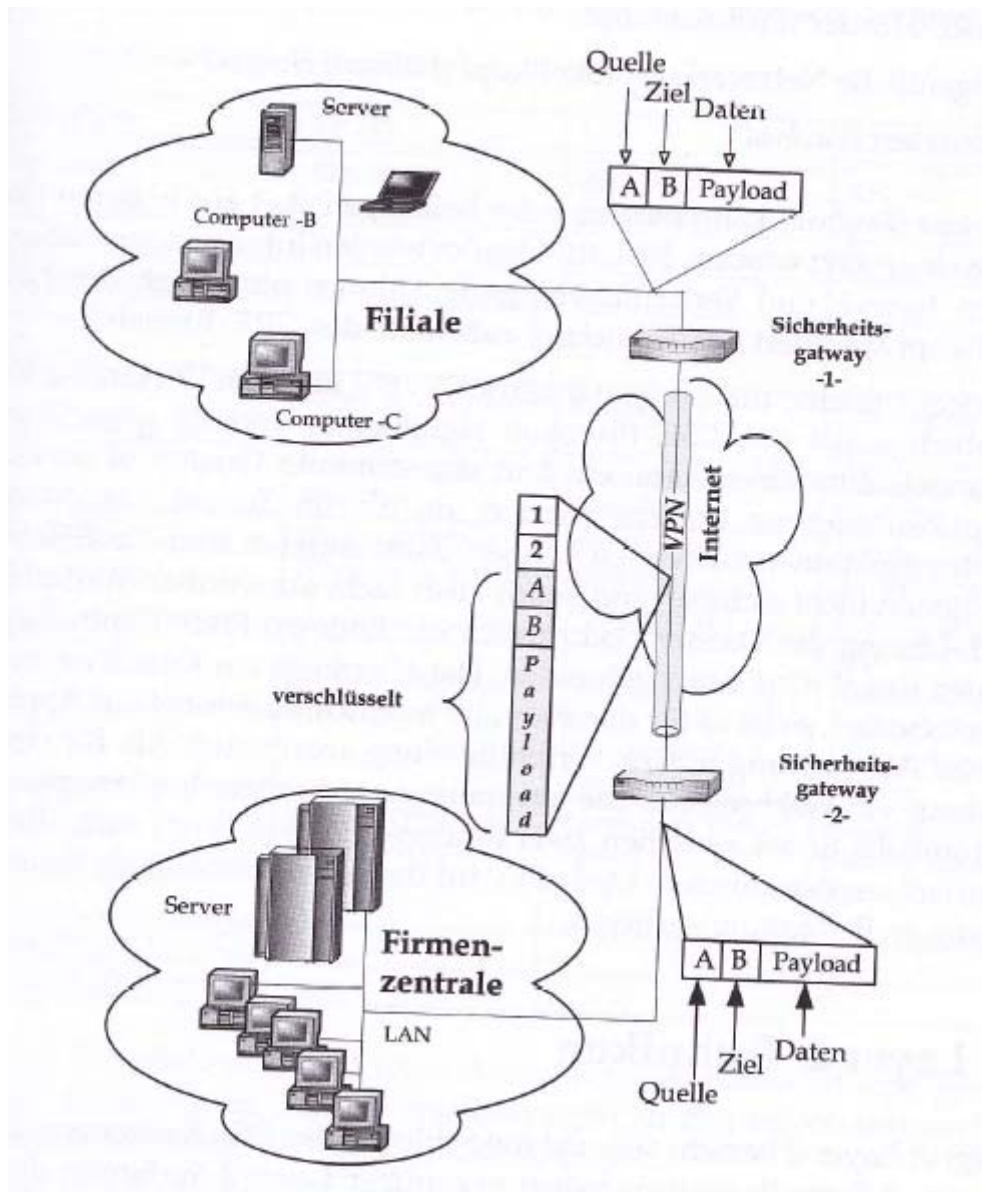 Quelle
Ziel
Daten
A B Payload
Server
Computer -B
Filiale
Computer -C
Sicherheits-
gatway
-1-
VPN
Internet
1
2
A
B
P
a
y
l
o
a
d
verschlüsselt
Sicherheits-
gateway
-2-
Server
Firmen-
zentrale
LAN
A B Payload
Quelle
Ziel
Daten